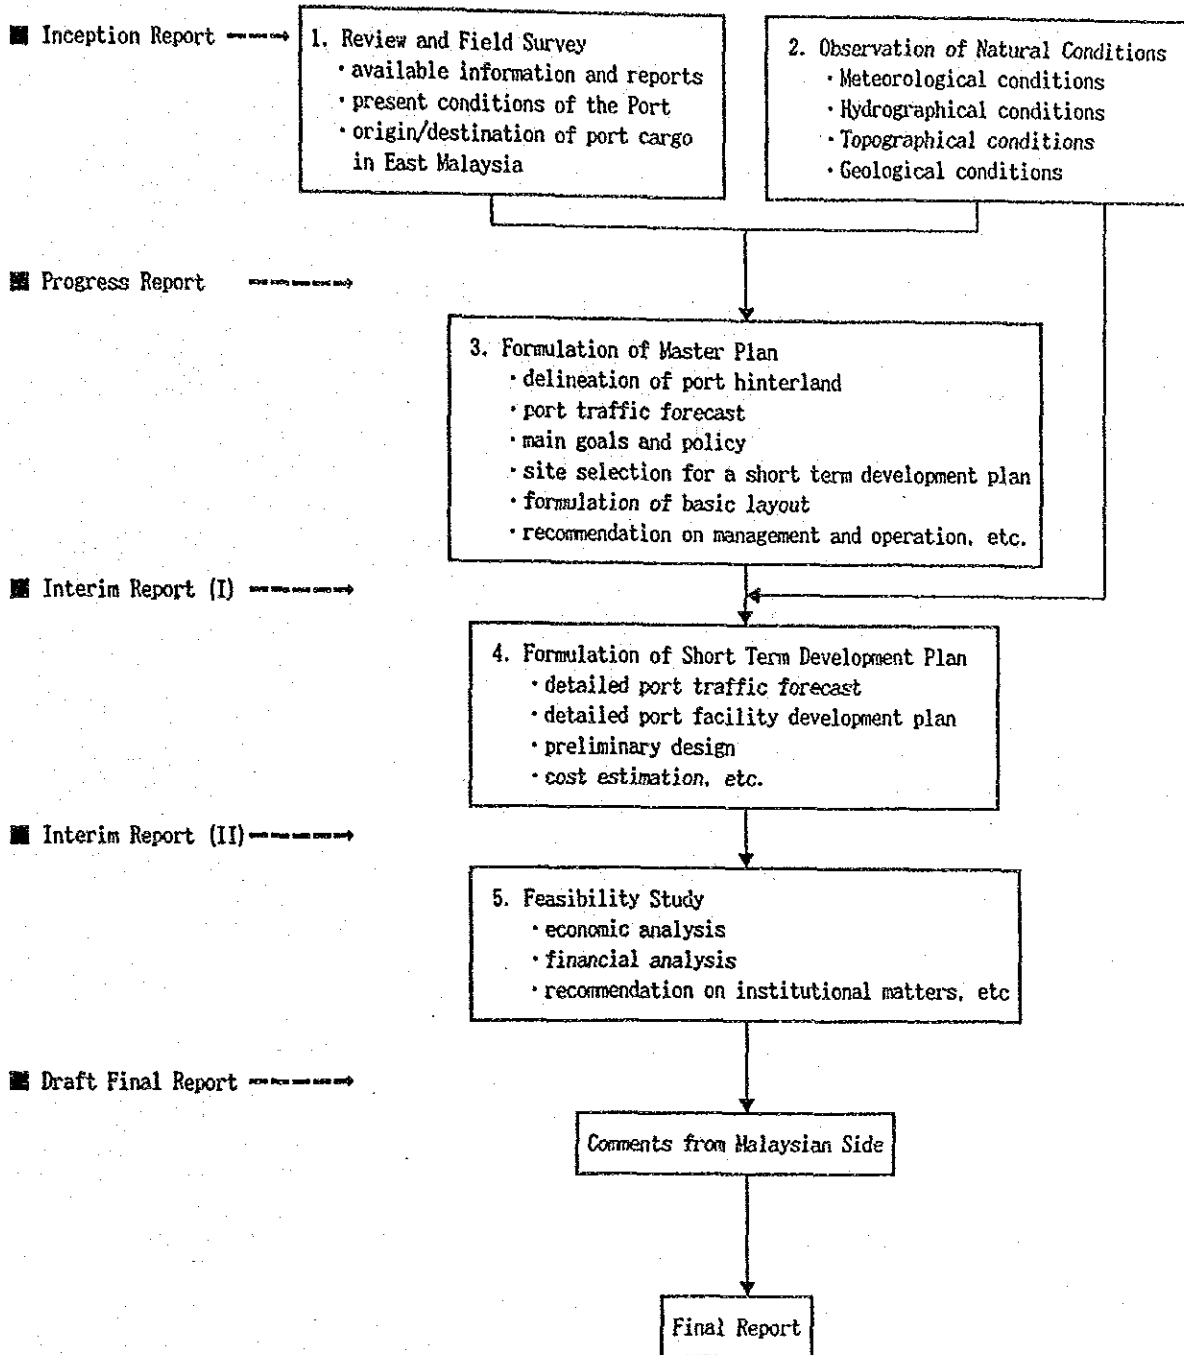 ■ Inception Report
1. Review and Field Survey
・available information and reports
・present conditions of the Port
・origin/destination of port cargo
in East Malaysia
2. Observation of Natural Conditions
・Meteorological conditions
・Hydrographical conditions
・Topographical conditions
・Geological conditions
■ Progress Report
3. Formulation of Master Plan
・delineation of port hinterland
・port traffic forecast
・main goals and policy
・site selection for a short term development plan
・formulation of basic layout
・recommendation on management and operation, etc.
■ Interim Report (I)
4. Formulation of Short Term Development Plan
・detailed port traffic forecast
・detailed port facility development plan
・preliminary design
・cost estimation, etc.
■ Interim Report (II)
5. Feasibility Study
・economic analysis
・financial analysis
・recommendation on institutional matters, etc
■ Draft Final Report
Comments from Malaysian Side
Final Report